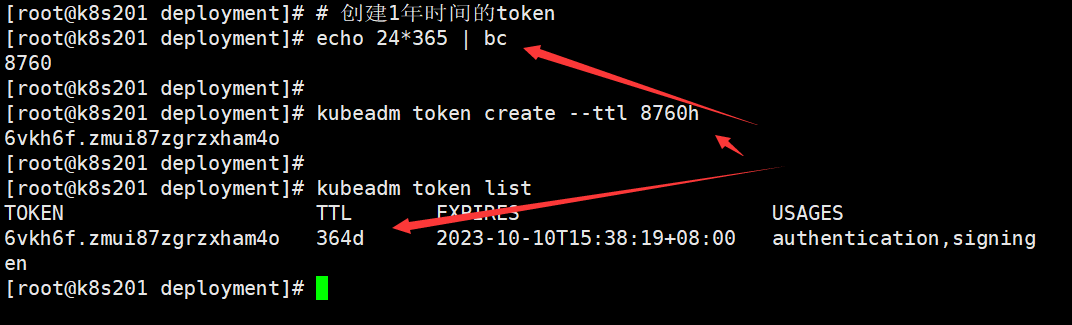 [root@k8s201 deployment]# # 创建1年时间的token
[root@k8s201 deployment]# echo 24*365 | bc
8760
[root@k8s201 deployment]#
[root@k8s201 deployment]# kubeadm token create --ttl 8760h
6vkh6f.zmui87zgrzxham4o
[root@k8s201 deployment]#
[root@k8s201 deployment]# kubeadm token list
TOKEN TTL EXPIRES USAGES
6vkh6f.zmui87zgrzxham4o 364d 2023-10-10T15:38:19+08:00 authentication,signing
en
[root@k8s201 deployment]#